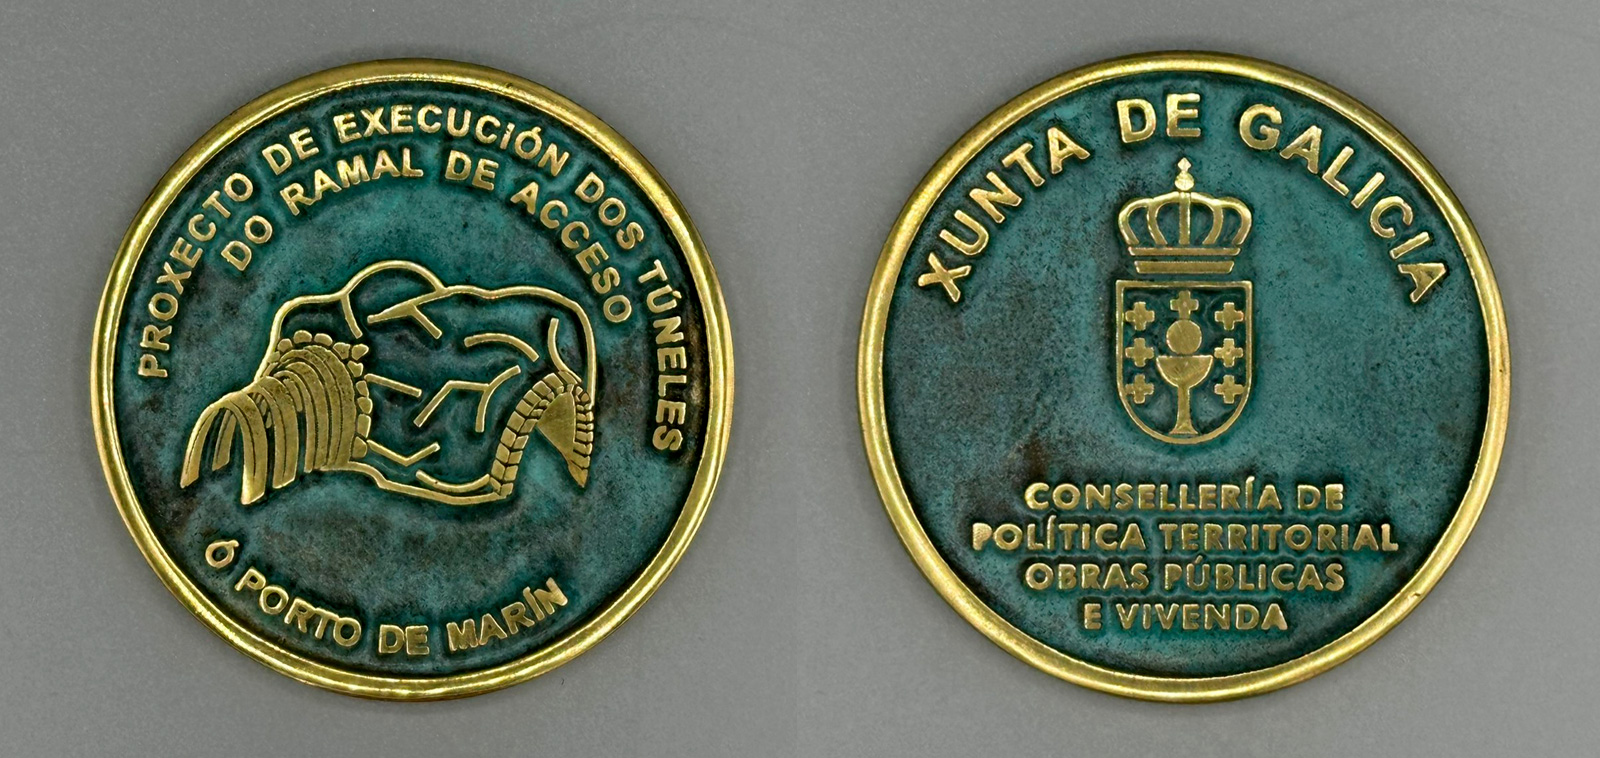 PROXECTO DE EXECUCIÓN DOS TÚNELES
DO RAMAL DE ACCESO
Ó PORTO DE MARÍN
XUNTA DE GALICIA
CONSELLERÍA DE
POLÍTICA TERRITORIAL
OBRAS PÚBLICAS
E VIVENDA